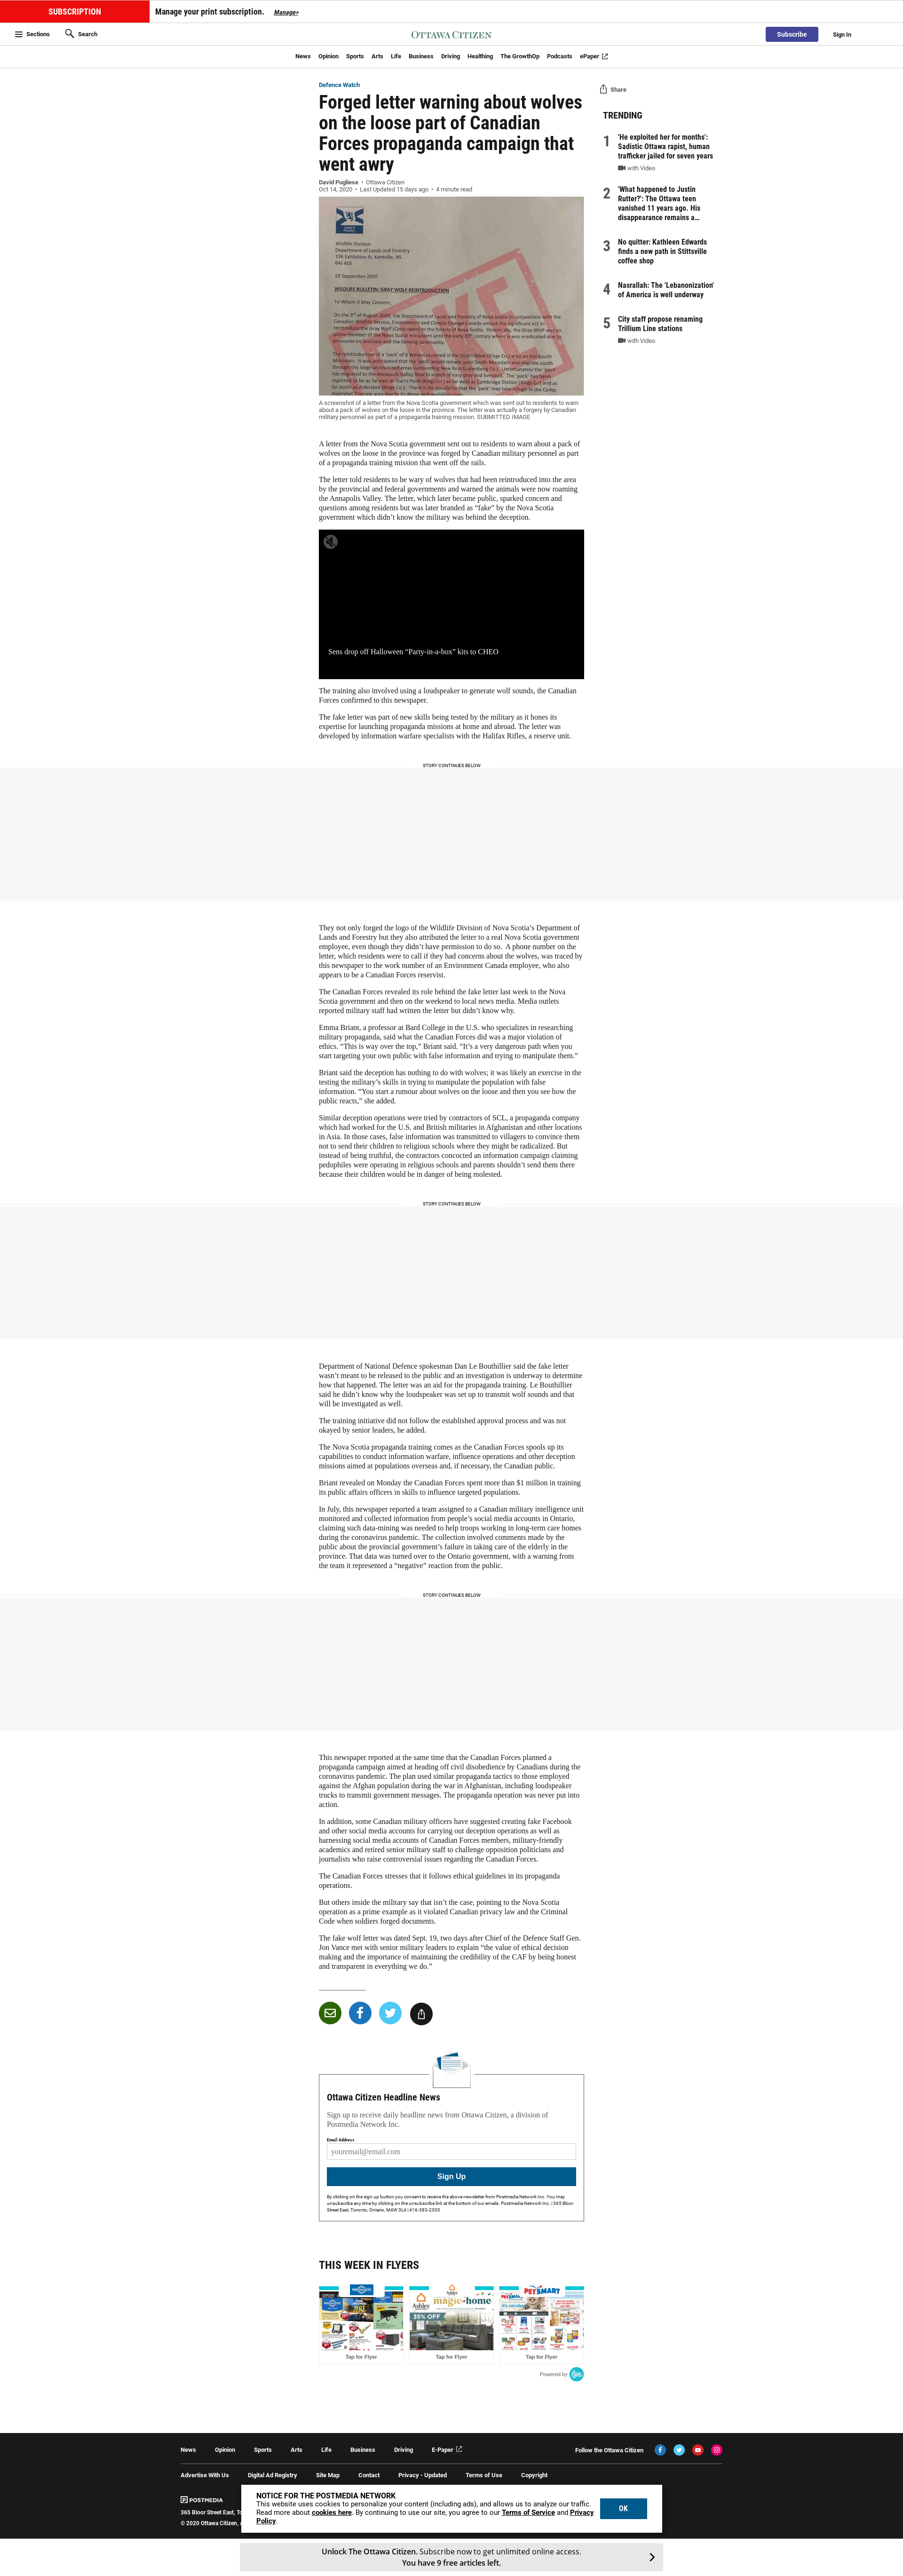 SUBSCRIPTION
Manage your print subscription. Manage>
Sections
Search
OTTAWA CITIZEN
Subscribe
Sign In
News Opinion Sports Arts Life Business Driving Healthing The GrowthOp Podcasts ePaper
Defence Watch
Forged letter warning about wolves
on the loose part of Canadian
Forces propaganda campaign that
went awry
David Pugliese • Ottawa Citizen
Oct 14, 2020 • Last Updated 15 days ago • 4 minute read
Share
TRENDING
1 'He exploited her for months':
Sadistic Ottawa rapist, human
trafficker jailed for seven years
with Video
2 'What happened to Justin
Rutter?': The Ottawa teen
vanished 11 years ago. His
disappearance remains a...
3 No quitter: Kathleen Edwards
finds a new path in Stittsville
coffee shop
4 Nasrallah: The 'Lebanonization'
of America is well underway
5 City staff propose renaming
Trillium Line stations
with Video
Wildlife Division
Department of Lands and Forestry
136 Exhibition St, Kentville, NS
B4J 4E6
19 September 2020
WILDLIFE BULLETIN: GRAY WOLF REINTRODUCTION
To Whom it May Concern,
A screenshot of a letter from the Nova Scotia government which was sent out to residents to warn
about a pack of wolves on the loose in the province. The letter was actually a forgery by Canadian
military personnel as part of a propaganda training mission. SUBMITTED IMAGE
A letter from the Nova Scotia government sent out to residents to warn about a pack of
wolves on the loose in the province was forged by Canadian military personnel as part
of a propaganda training mission that went off the rails.
The letter told residents to be wary of wolves that had been reintroduced into the area
by the provincial and federal governments and warned the animals were now roaming
the Annapolis Valley. The letter, which later became public, sparked concern and
questions among residents but was later branded as “fake” by the Nova Scotia
government which didn’t know the military was behind the deception.
Sens drop off Halloween “Party-in-a-box” kits to CHEO
The training also involved using a loudspeaker to generate wolf sounds, the Canadian
Forces confirmed to this newspaper.
The fake letter was part of new skills being tested by the military as it hones its
expertise for launching propaganda missions at home and abroad. The letter was
developed by information warfare specialists with the Halifax Rifles, a reserve unit.
STORY CONTINUES BELOW
They not only forged the logo of the Wildlife Division of Nova Scotia’s Department of
Lands and Forestry but they also attributed the letter to a real Nova Scotia government
employee, even though they didn’t have permission to do so. A phone number on the
letter, which residents were to call if they had concerns about the wolves, was traced by
this newspaper to the work number of an Environment Canada employee, who also
appears to be a Canadian Forces reservist.
The Canadian Forces revealed its role behind the fake letter last week to the Nova
Scotia government and then on the weekend to local news media. Media outlets
reported military staff had written the letter but didn’t know why.
Emma Briant, a professor at Bard College in the U.S. who specializes in researching
military propaganda, said what the Canadian Forces did was a major violation of
ethics. “This is way over the top,” Briant said. “It’s a very dangerous path when you
start targeting your own public with false information and trying to manipulate them.”
Briant said the deception has nothing to do with wolves; it was likely an exercise in the
testing the military’s skills in trying to manipulate the population with false
information. “You start a rumour about wolves on the loose and then you see how the
public reacts,” she added.
Similar deception operations were tried by contractors of SCL, a propaganda company
which had worked for the U.S. and British militaries in Afghanistan and other locations
in Asia. In those cases, false information was transmitted to villagers to convince them
not to send their children to religious schools where they might be radicalized. But
instead of being truthful, the contractors concocted an information campaign claiming
pedophiles were operating in religious schools and parents shouldn’t send them there
because their children would be in danger of being molested.
STORY CONTINUES BELOW
Department of National Defence spokesman Dan Le Bouthillier said the fake letter
wasn’t meant to be released to the public and an investigation is underway to determine
how that happened. The letter was an aid for the propaganda training. Le Bouthillier
said he didn’t know why the loudspeaker was set up to transmit wolf sounds and that
will be investigated as well.
The training initiative did not follow the established approval process and was not
okayed by senior leaders, he added.
The Nova Scotia propaganda training comes as the Canadian Forces spools up its
capabilities to conduct information warfare, influence operations and other deception
missions aimed at populations overseas and, if necessary, the Canadian public.
Briant revealed on Monday the Canadian Forces spent more than $1 million in training
its public affairs officers in skills to influence targeted populations.
In July, this newspaper reported a team assigned to a Canadian military intelligence unit
monitored and collected information from people’s social media accounts in Ontario,
claiming such data-mining was needed to help troops working in long-term care homes
during the coronavirus pandemic. The collection involved comments made by the
public about the provincial government’s failure in taking care of the elderly in the
province. That data was turned over to the Ontario government, with a warning from
the team it represented a “negative” reaction from the public.
STORY CONTINUES BELOW
This newspaper reported at the same time that the Canadian Forces planned a
propaganda campaign aimed at heading off civil disobedience by Canadians during the
coronavirus pandemic. The plan used similar propaganda tactics to those employed
against the Afghan population during the war in Afghanistan, including loudspeaker
trucks to transmit government messages. The propaganda operation was never put into
action.
In addition, some Canadian military officers have suggested creating fake Facebook
and other social media accounts for carrying out deception operations as well as
harnessing social media accounts of Canadian Forces members, military-friendly
academics and retired senior military staff to challenge opposition politicians and
journalists who raise controversial issues regarding the Canadian Forces.
The Canadian Forces stresses that it follows ethical guidelines in its propaganda
operations.
But others inside the military say that isn’t the case, pointing to the Nova Scotia
operation as a prime example as it violated Canadian privacy law and the Criminal
Code when soldiers forged documents.
The fake wolf letter was dated Sept. 19, two days after Chief of the Defence Staff Gen.
Jon Vance met with senior military leaders to explain “the value of ethical decision
making and the importance of maintaining the credibility of the CAF by being honest
and transparent in everything we do.”
Ottawa Citizen Headline News
Sign up to receive daily headline news from Ottawa Citizen, a division of
Postmedia Network Inc.
Email Address
youremail@email.com
Sign Up
By clicking on the sign up button you consent to receive the above newsletter from Postmedia Network Inc. You may
unsubscribe any time by clicking on the unsubscribe link at the bottom of our emails. Postmedia Network Inc. | 365 Bloor
Street East, Toronto, Ontario, M4W 3L4 | 416-383-2300
THIS WEEK IN FLYERS
Ashley
magic of home
35% OFF
PETSMART
Tap for Flyer
Tap for Flyer
Tap for Flyer
Powered by
News Opinion Sports Arts Life Business Driving E-Paper
Follow the Ottawa Citizen
Advertise With Us Digital Ad Registry Site Map Contact Privacy - Updated Terms of Use Copyright
POSTMEDIA
365 Bloor Street East, To
© 2020 Ottawa Citizen, a
NOTICE FOR THE POSTMEDIA NETWORK
This website uses cookies to personalize your content (including ads), and allows us to analyze our traffic.
Read more about cookies here. By continuing to use our site, you agree to our Terms of Service and Privacy
Policy.
OK
Unlock The Ottawa Citizen. Subscribe now to get unlimited online access.
You have 9 free articles left.